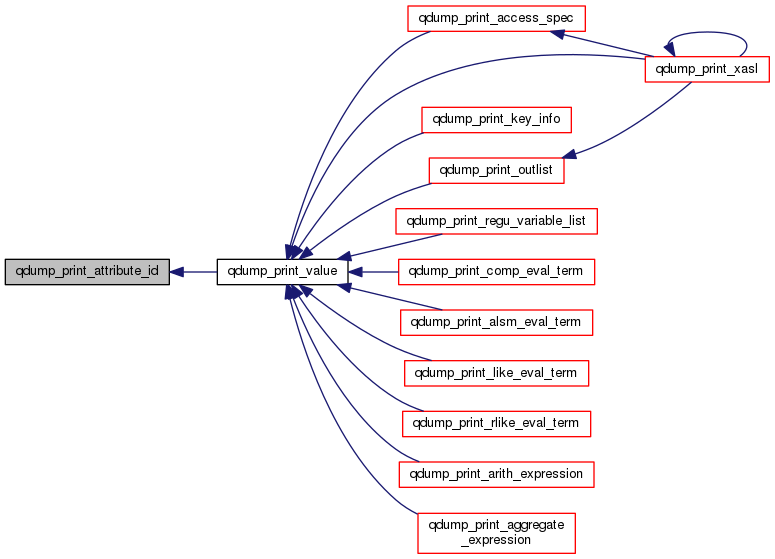 qdump_print_access_spec
qdump_print_xasl
qdump_print_key_info
qdump_print_outlist
qdump_print_regu_variable_list
qdump_print_attribute_id
qdump_print_value
qdump_print_comp_eval_term
qdump_print_alsm_eval_term
qdump_print_like_eval_term
qdump_print_rlike_eval_term
qdump_print_arith_expression
qdump_print_aggregate
_expression